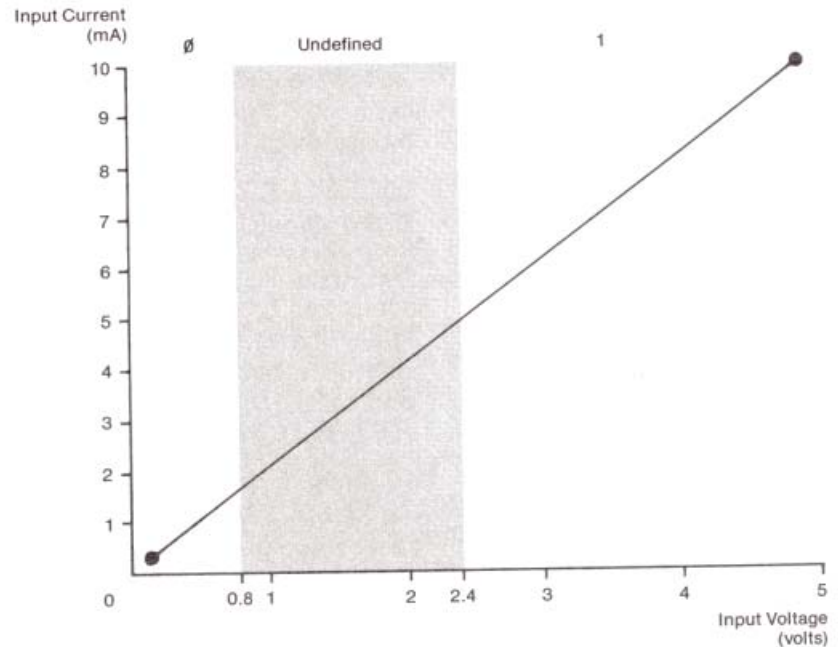 Input Current
(mA)
Ø Undefined 1
10
9
8
7
6
5
4
3
2
1
0 0.8 1 2 2.4 3 4 5
Input Voltage
(volts)